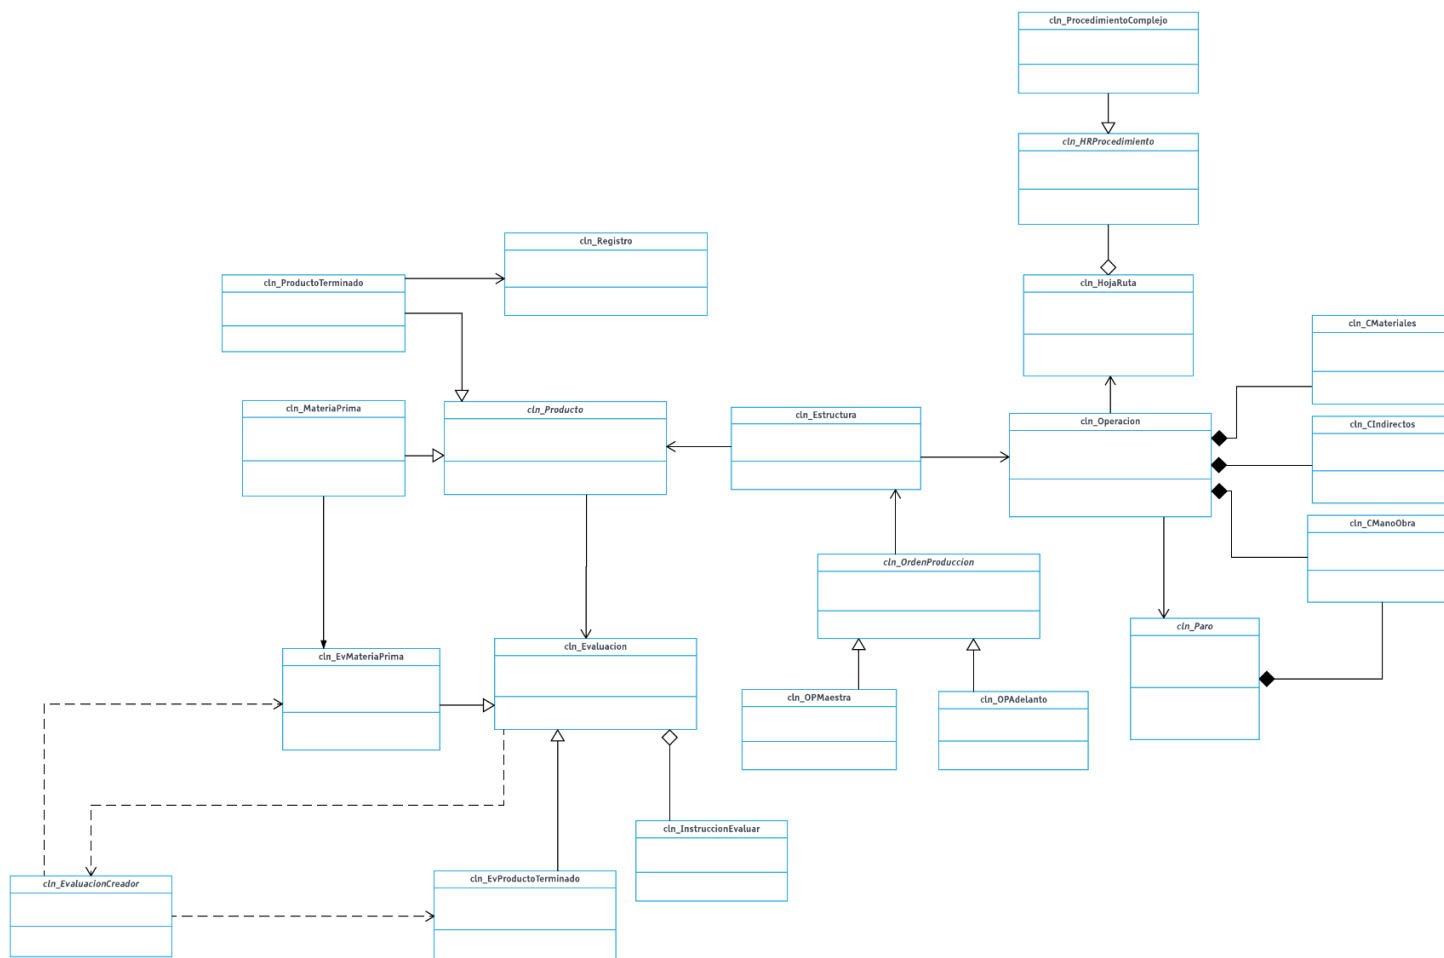 cln_ProcedimientoComplejo
cln_HRProcedimiento
cln_Registro
cln_ProductoTerminado
cln_HojaRuta
cln_CMateriales
cln_MateriaPrima
cln_Producto
cln_Estructura
cln_Operacion
cln_CIndirectos
cln_CManoObra
cln_OrdenProduccion
cln_Paro
cln_EvMateriaPrima
cln_Evaluacion
cln_OPMaestra
cln_OPAdelanto
cln_InstruccionEvaluar
cln_EvaluacionCreador
cln_EvProductoTerminado